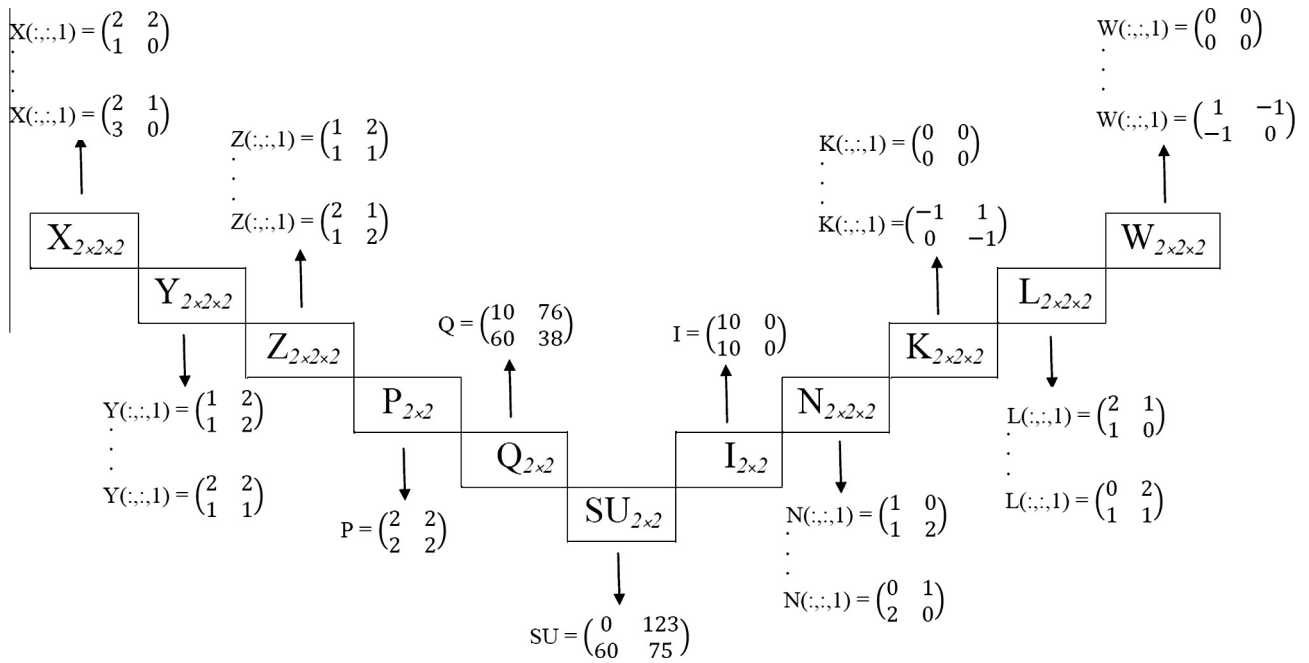 X(:,:,1) = (2 2
1 0)
.
.
.
X(:,:,1) = (2 1
3 0)
W(:,:,1) = (0 0
0 0)
.
.
.
W(:,:,1) = (1 −1
−1 0)
Z(:,:,1) = (1 2
1 1)
.
.
.
Z(:,:,1) = (2 1
1 2)
K(:,:,1) = (0 0
0 0)
.
.
.
K(:,:,1) = (−1 1
0 −1)
X2×2×2
Y2×2×2
Z2×2×2
P2×2
Q2×2
SU2×2
I2×2
N2×2×2
K2×2×2
L2×2×2
W2×2×2
Q = (10 76
60 38)
I = (10 0
10 0)
Y(:,:,1) = (1 2
1 2)
.
.
.
Y(:,:,1) = (2 2
1 1)
L(:,:,1) = (2 1
1 0)
.
.
.
L(:,:,1) = (0 2
1 1)
P = (2 2
2 2)
N(:,:,1) = (1 0
1 2)
.
.
.
N(:,:,1) = (0 1
2 0)
SU = (0 123
60 75)